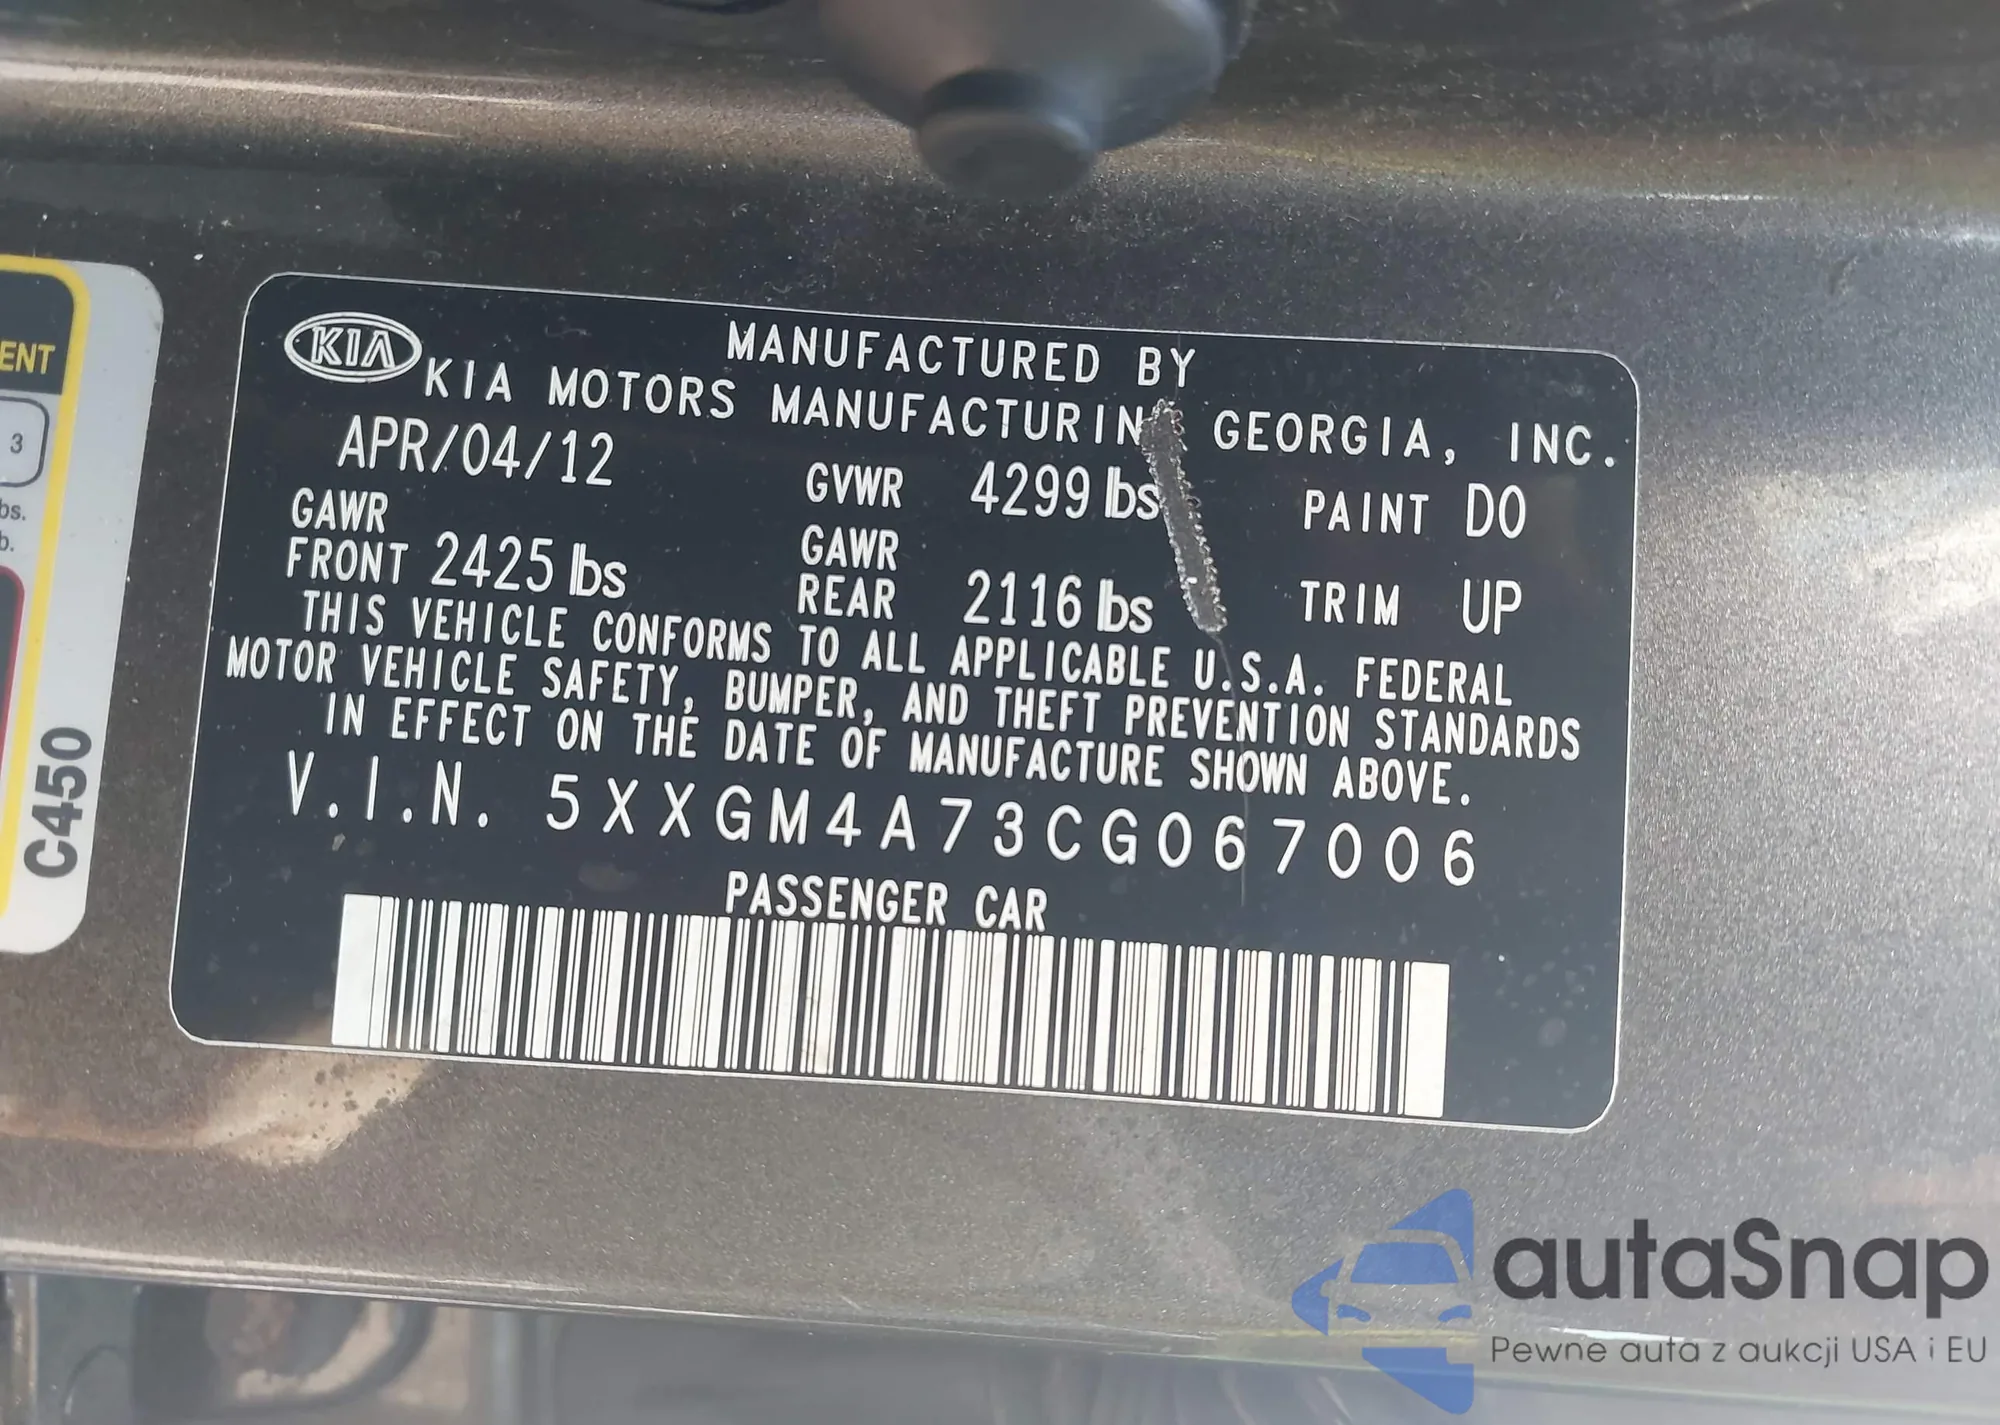 ENT
3
bs.
b.
C450
KIA
MANUFACTURED BY
KIA MOTORS MANUFACTURIN GEORGIA, INC.
APR/04/12 GVWR 4299 lbs PAINT D0
GAWR FRONT 2425 lbs GAWR REAR 2116 lbs TRIM UP
THIS VEHICLE CONFORMS TO ALL APPLICABLE U.S.A. FEDERAL
MOTOR VEHICLE SAFETY, BUMPER, AND THEFT PREVENTION STANDARDS
IN EFFECT ON THE DATE OF MANUFACTURE SHOWN ABOVE.
V.I.N. 5XXGM4A73CG067006
PASSENGER CAR
autaSnap
Pewne auta z aukcji USA i EU